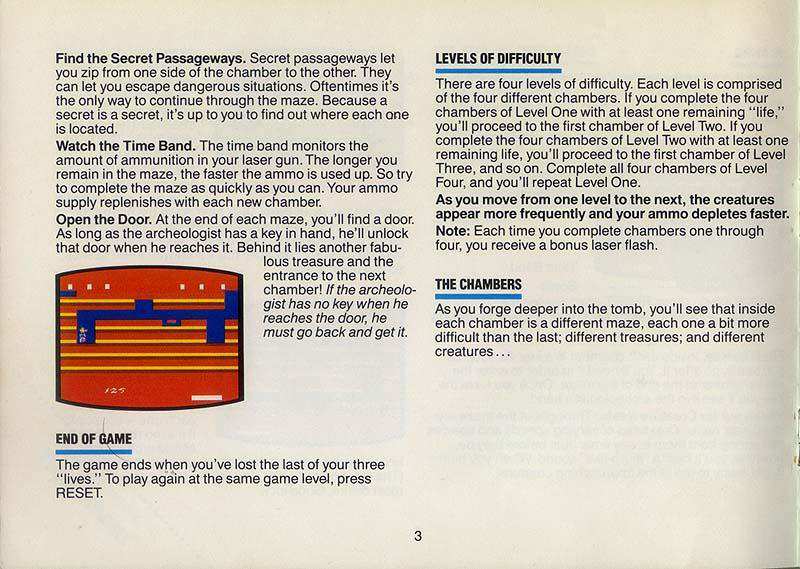 Find the Secret Passageways. Secret passageways let
you zip from one side of the chamber to the other. They
can let you escape dangerous situations. Oftentimes it's
the only way to continue through the maze. Because a
secret is a secret, it's up to you to find out where each one
is located.
Watch the Time Band. The time band monitors the
amount of ammunition in your laser gun. The longer you
remain in the maze, the faster the ammo is used up. So try
to complete the maze as quickly as you can. Your ammo
supply replenishes with each new chamber.
Open the Door. At the end of each maze, you'll find a door.
As long as the archeologist has a key in hand, he'll unlock
that door when he reaches it. Behind it lies another fabu-
lous treasure and the
entrance to the next
chamber! If the archeolo-
gist has no key when he
reaches the door, he
must go back and get it.
125
END OF GAME
The game ends when you've lost the last of your three
"lives." To play again at the same game level, press
RESET.
LEVELS OF DIFFICULTY
There are four levels of difficulty. Each level is comprised
of the four different chambers. If you complete the four
chambers of Level One with at least one remaining "life,"
you'll proceed to the first chamber of Level Two. If you
complete the four chambers of Level Two with at least one
remaining life, you'll proceed to the first chamber of Level
Three, and so on. Complete all four chambers of Level
Four, and you'll repeat Level One.
As you move from one level to the next, the creatures
appear more frequently and your ammo depletes faster.
Note: Each time you complete chambers one through
four, you receive a bonus laser flash.
THE CHAMBERS
As you forge deeper into the tomb, you'll see that inside
each chamber is a different maze, each one a bit more
difficult than the last; different treasures; and different
creatures...
3